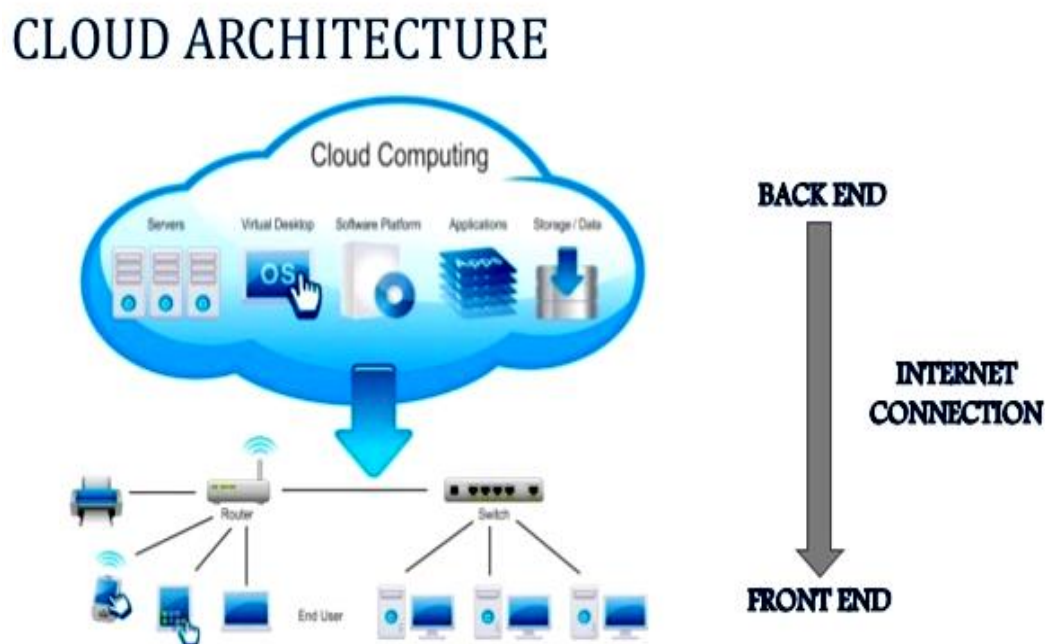 CLOUD ARCHITECTURE
Cloud Computing
Servers
Virtual Desktop
Software Platform
Applications
Storage / Data
OS
Apps
BACK END
INTERNET
CONNECTION
Router
Switch
End User
FRONT END